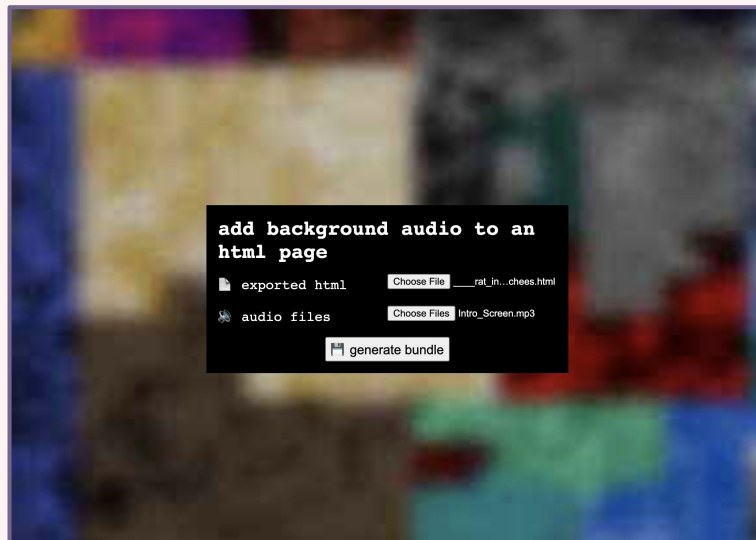 add background audio to an
html page
exported html Choose File ____rat_in...chees.html
audio files Choose Files Intro_Screen.mp3
generate bundle